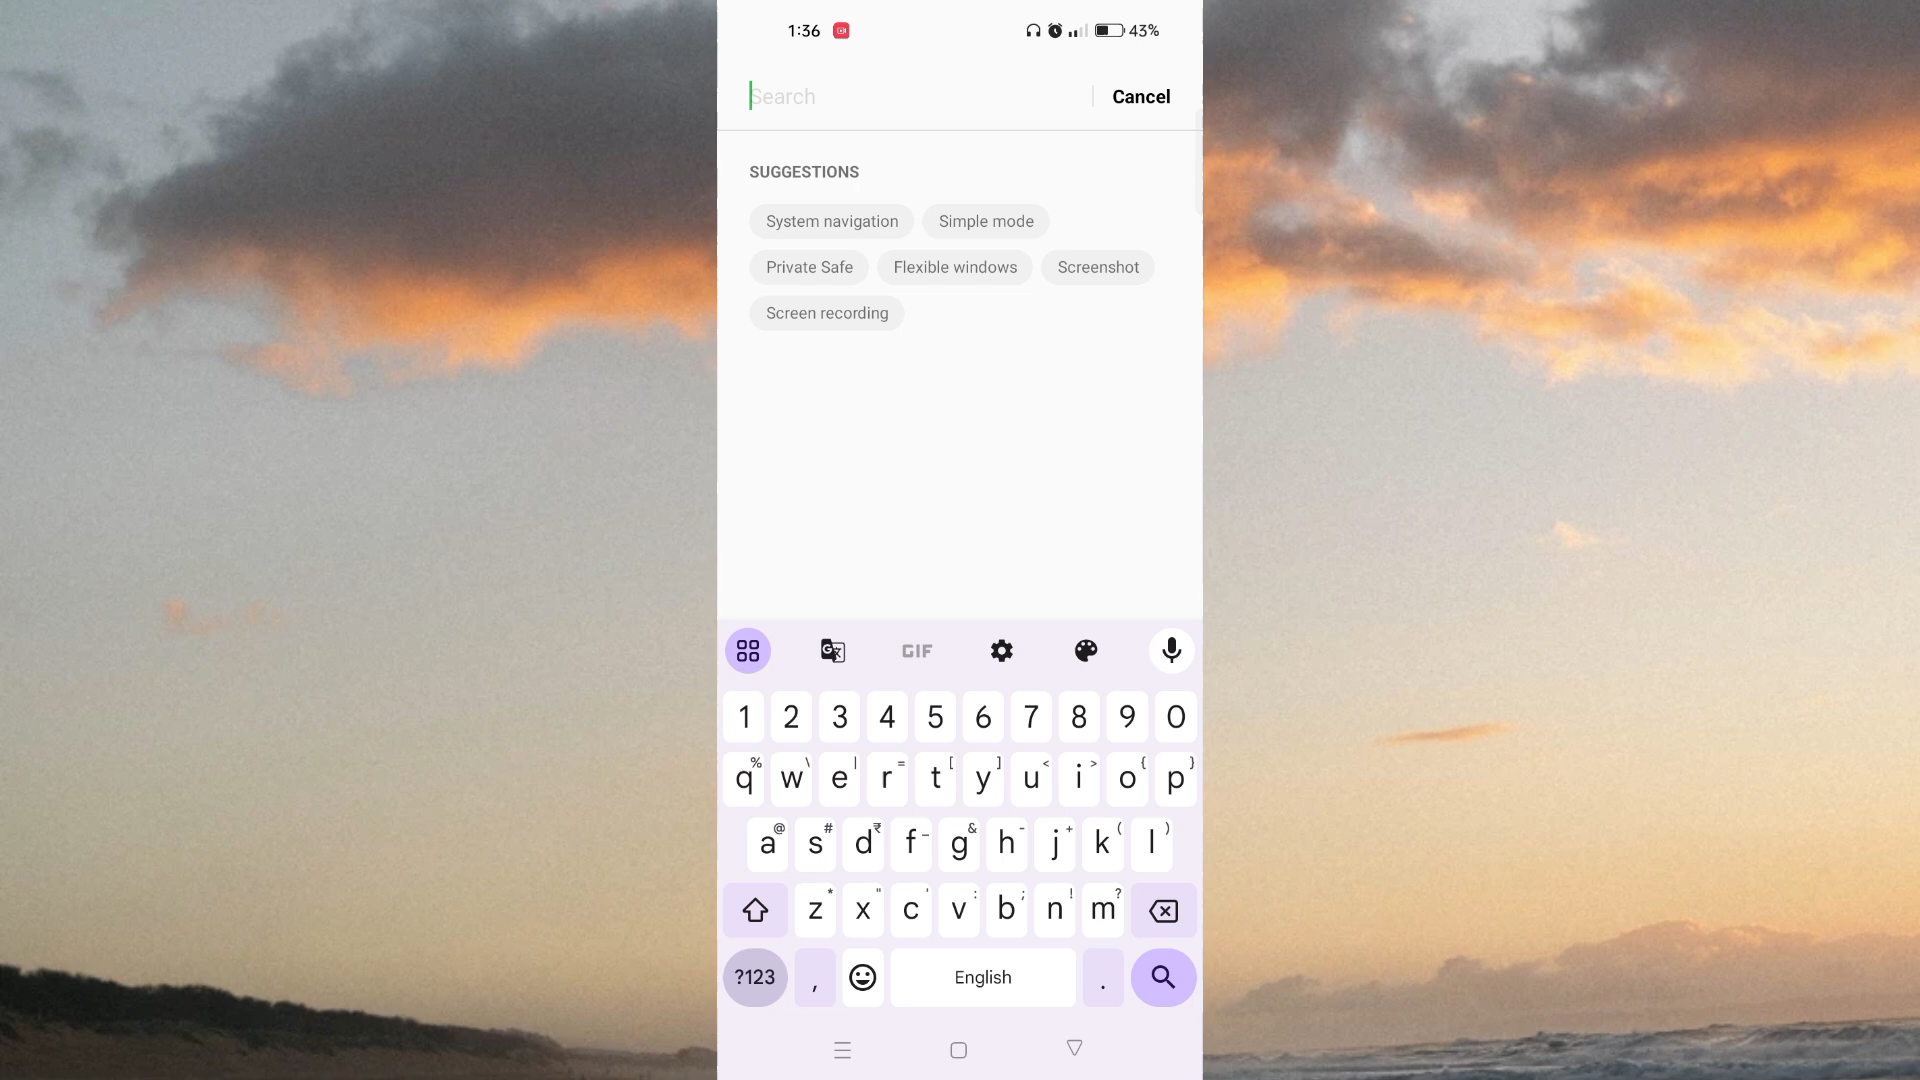 1:36 43%
Search Cancel
SUGGESTIONS
System navigation Simple mode
Private Safe Flexible windows Screenshot
Screen recording
GIF
1 2 3 4 5 6 7 8 9 0
q% w\ e| r= t[ y] u< i> o{ p}
a@ s# d₹ f_ g& h- j+ k( l)
z* x" c' v: b; n! m?
?123 , English .